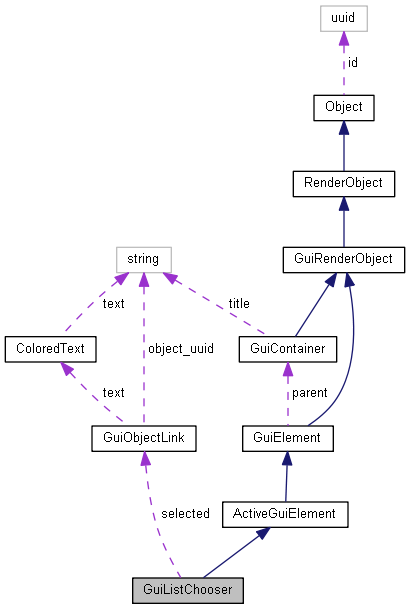 uuid
id
Object
RenderObject
string
GuiRenderObject
text
title
ColoredText
object_uuid
GuiContainer
text
parent
GuiObjectLink
GuiElement
selected
ActiveGuiElement
GuiListChooser